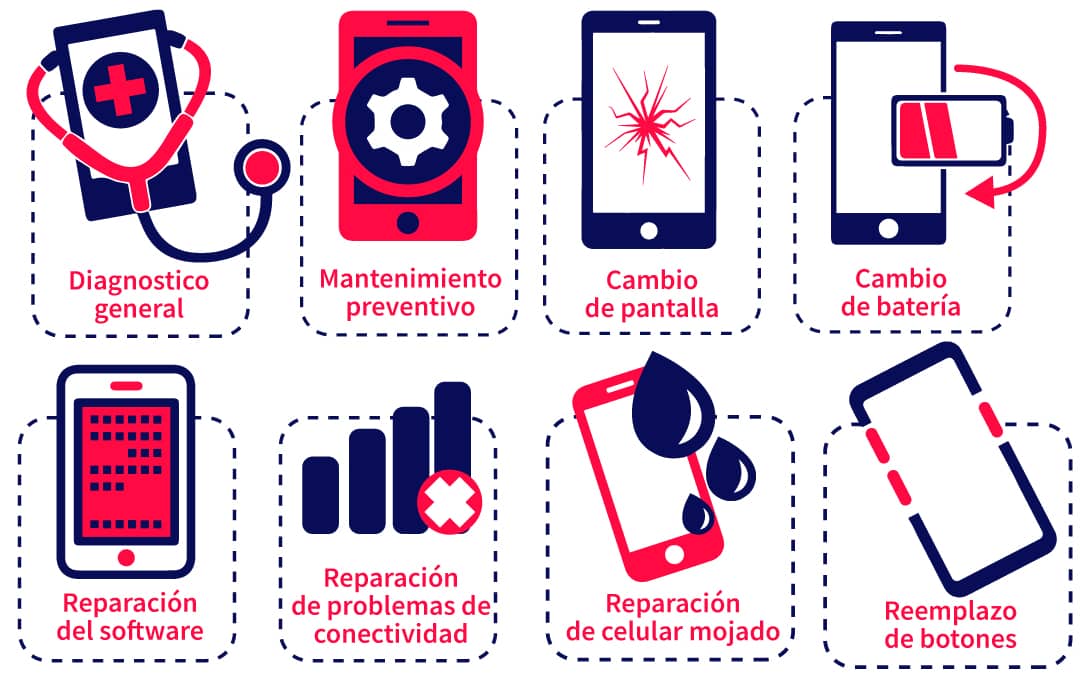 Diagnostico
general
Mantenimiento
preventivo
Cambio
de pantalla
Cambio
de batería
Reparación
del software
Reparación
de problemas de
conectividad
Reparación
de celular mojado
Reemplazo
de botones